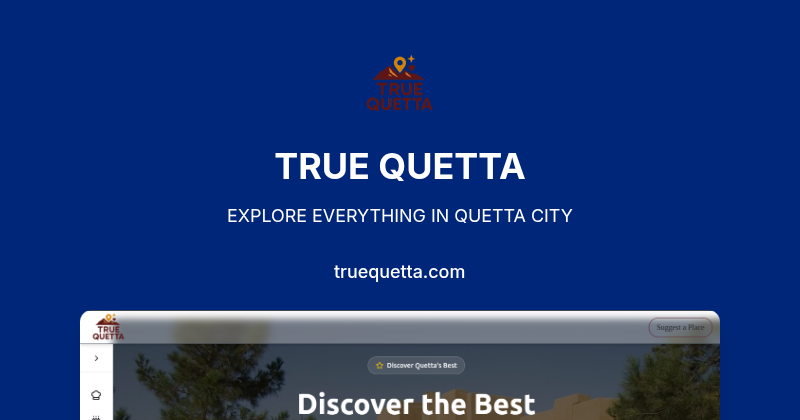 TRUE
QUETTA
TRUE QUETTA
EXPLORE EVERYTHING IN QUETTA CITY
truequetta.com
TRUE
QUETTA
Suggest a Place
Discover Quetta's Best
Discover the Best